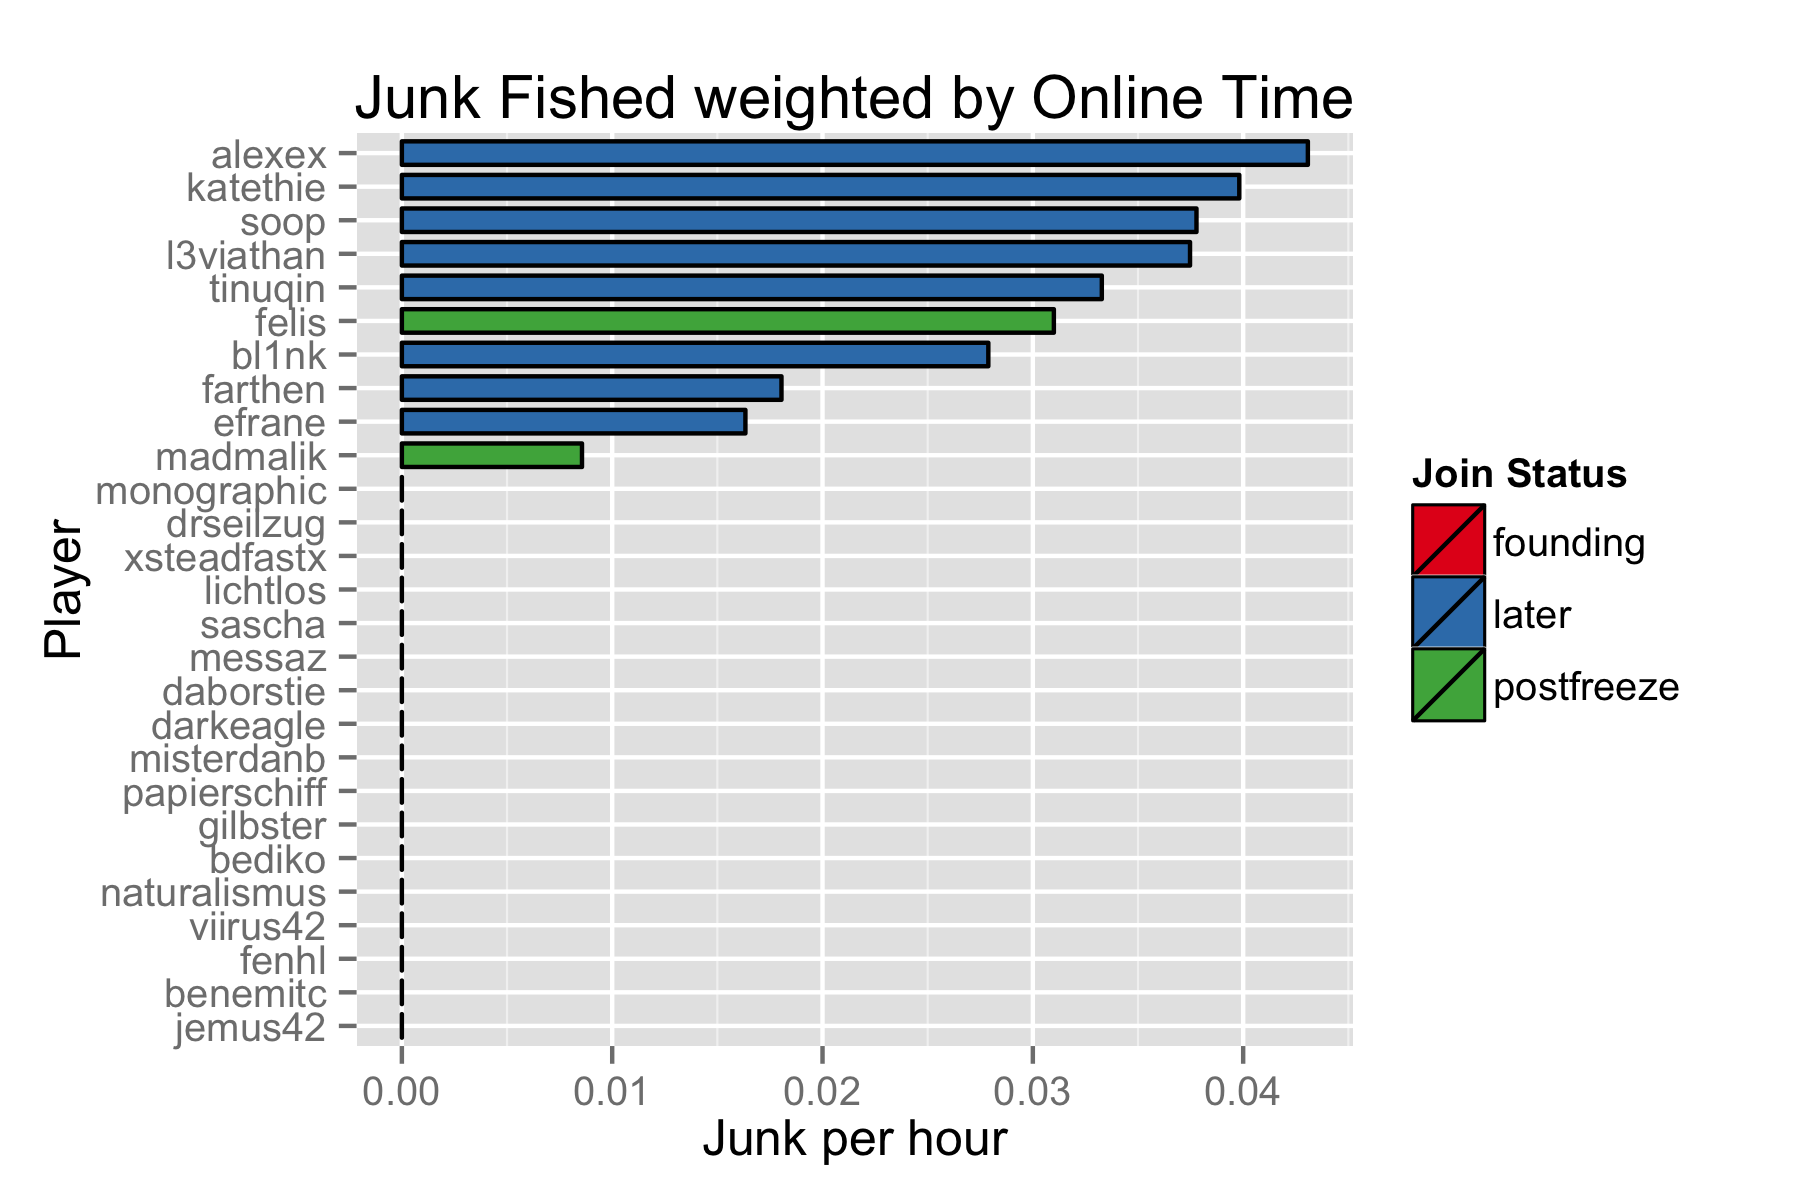 Junk Fished weighted by Online Time
Player
alexex
katethie
soop
l3viathan
tinuqin
felis
bl1nk
farthen
efrane
madmalik
monographic
drseilzug
xsteadfastx
lichtlos
sascha
messaz
daborstie
darkeagle
misterdanb
papierschiff
gilbster
bediko
naturalismus
viirus42
fenhl
benemitc
jemus42
0.00 0.01 0.02 0.03 0.04
Junk per hour
Join Status
founding
later
postfreeze